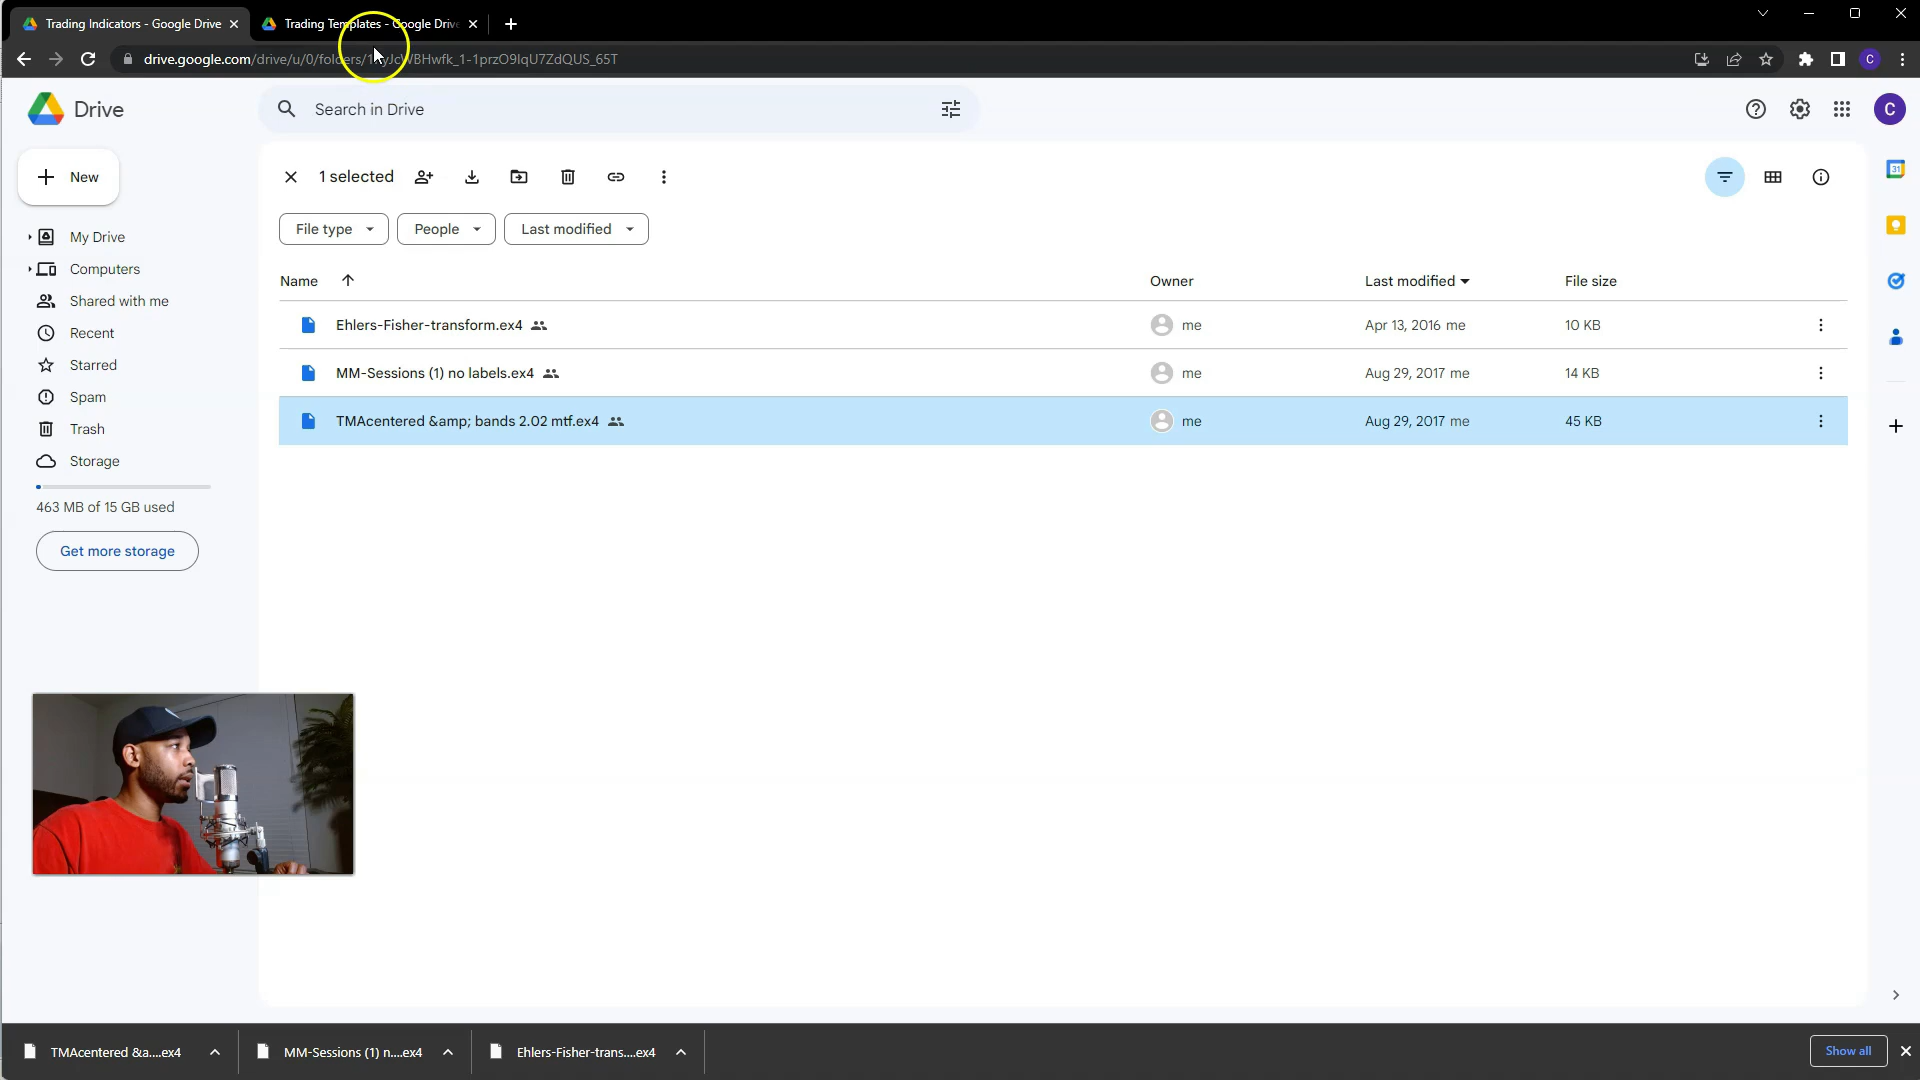 Trading Indicators - Google Drive
Trading Templates - Google Drive
drive.google.com/drive/u/0/folders/
Drive
Search in Drive
C
New
1 selected
My Drive
Computers
Shared with me
Recent
Starred
Spam
Trash
Storage
463 MB of 15 GB used
Get more storage
File type
People
Last modified
Name Owner Last modified File size
Ehlers-Fisher-transform.ex4 me Apr 13, 2016 me 10 KB
MM-Sessions (1) no labels.ex4 me Aug 29, 2017 me 14 KB
TMAcentered &amp; bands 2.02 mtf.ex4 me Aug 29, 2017 me 45 KB
31
TMAcentered &a....ex4
MM-Sessions (1) n....ex4
Ehlers-Fisher-trans....ex4
Show all